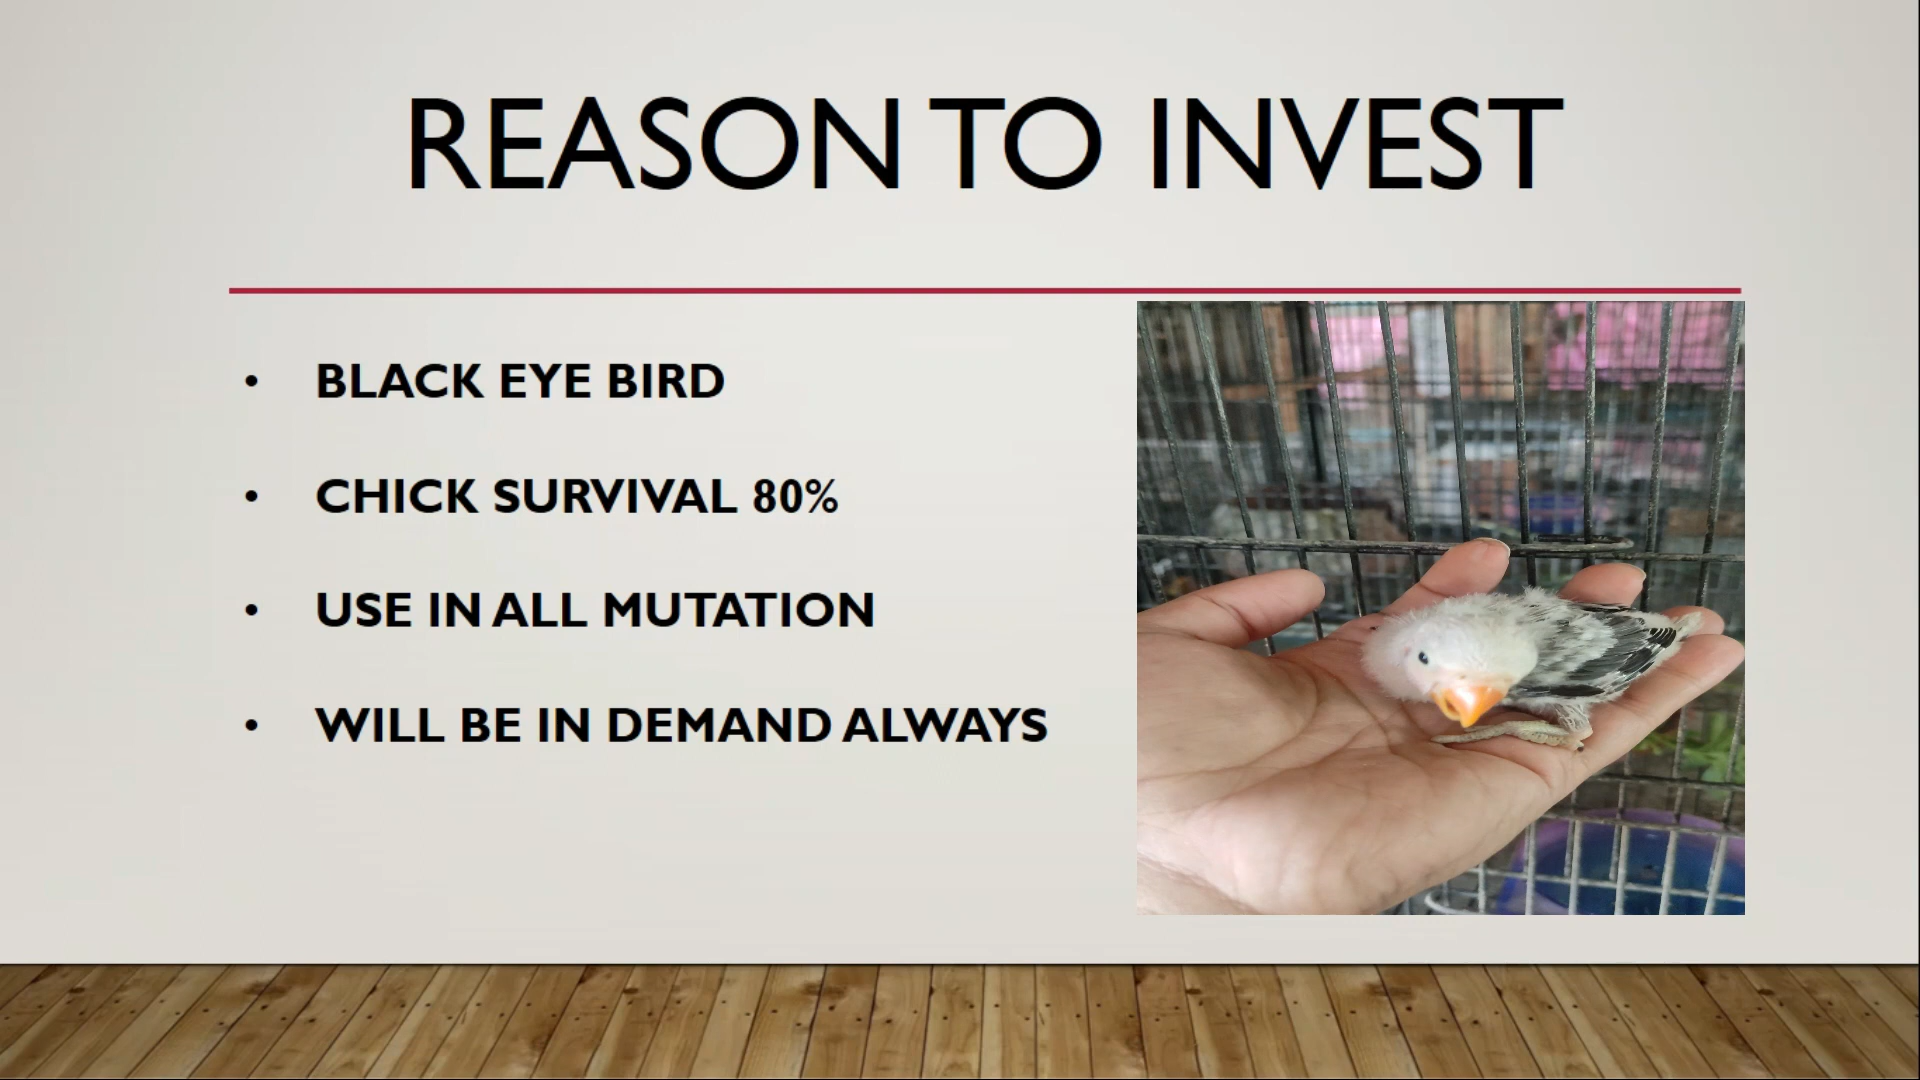 REASON TO INVEST
• BLACK EYE BIRD
• CHICK SURVIVAL 80%
• USE IN ALL MUTATION
• WILL BE IN DEMAND ALWAYS